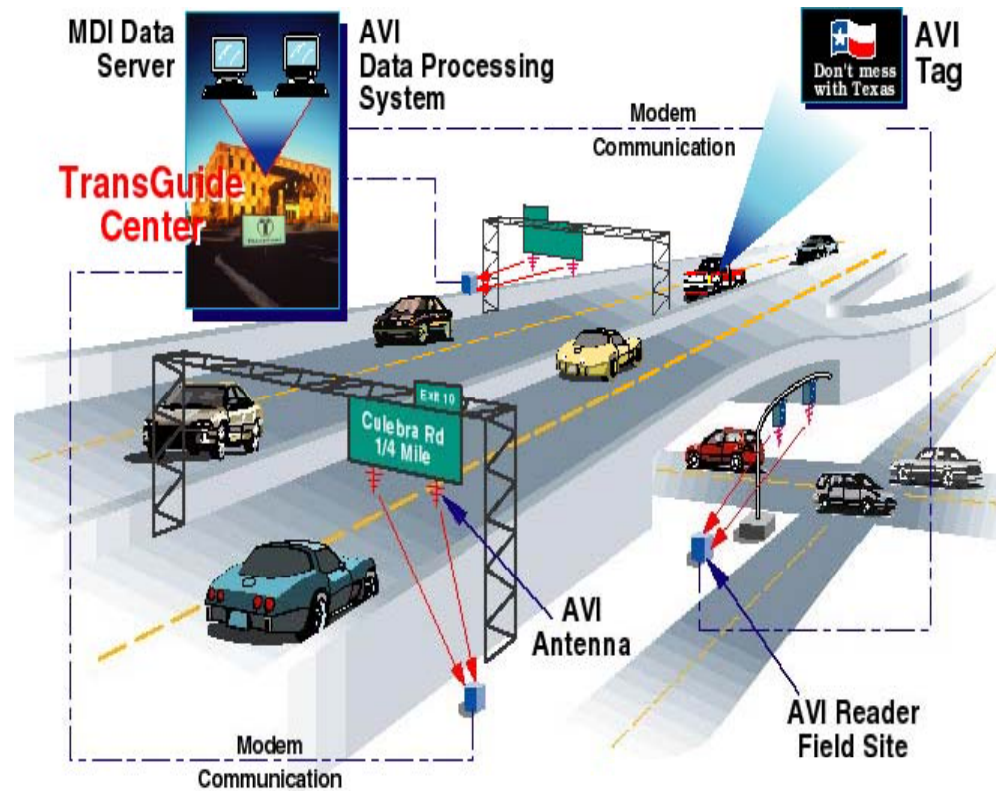 MDI Data
Server
AVI
Data Processing
System
Don't mess
with Texas
AVI
Tag
Modem
Communication
TransGuide
Center
Exit 10
Culebra Rd
1/4 Mile
AVI
Antenna
AVI Reader
Field Site
Modem
Communication